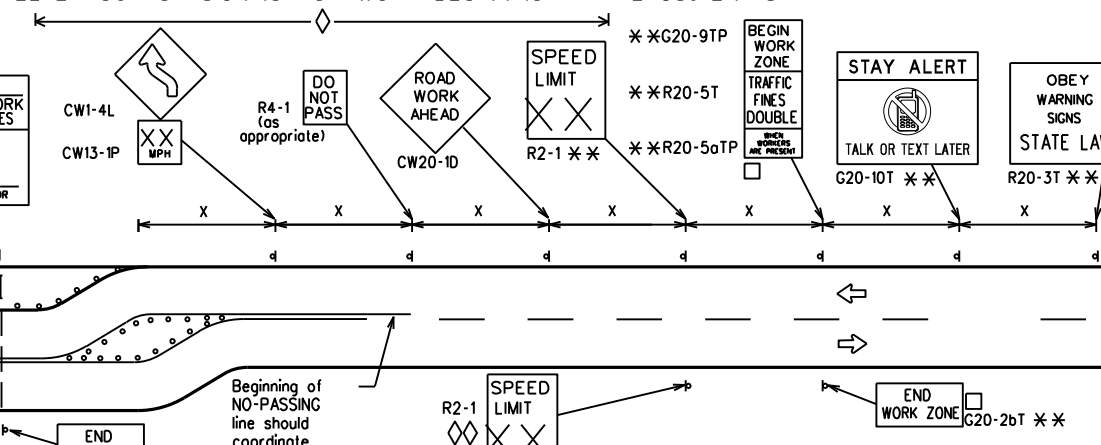 CW1-4L
CW13-1P
X X
MPH
R4-1
(as
appropriate)
DO
NOT
PASS
ROAD
WORK
AHEAD
CW20-1D
SPEED
LIMIT
X X
R2-1 **
**G20-9TP
**R20-5T
**R20-5aTP
BEGIN
WORK
ZONE
TRAFFIC
FINES
DOUBLE
WHEN
WORKERS
ARE PRESENT
STAY ALERT
TALK OR TEXT LATER
G20-10T **
OBEY
WARNING
SIGNS
STATE LA
R20-3T **
X
X
X
X
X
X
X
Beginning of
NO-PASSING
line should
coordinate
R2-1
SPEED
LIMIT
X X
END
WORK ZONE
G20-2bT **
END